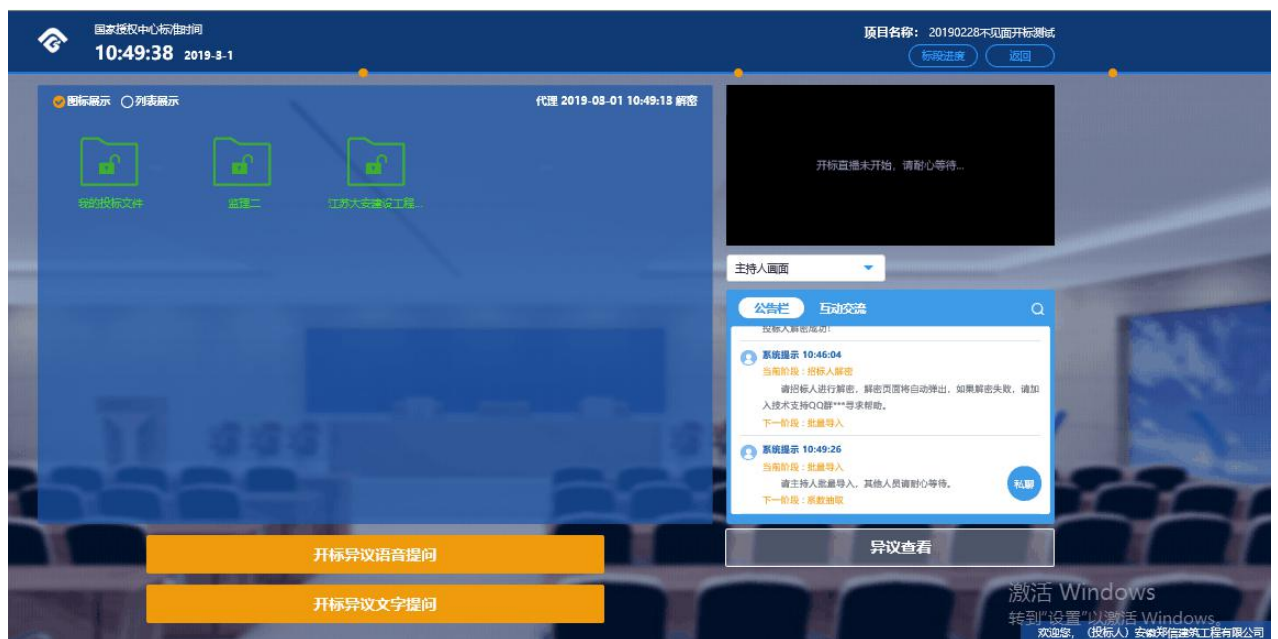 国家授权中心标准时间
10:49:38 2019-3-1
项目名称： 20190228不见面开标测试
标段进度 返回
图标展示 列表展示 代理 2019-03-01 10:49:13 解密
我的投标文件 监理二 江苏大安建设工程...
开标直播未开始，请耐心等待...
主持人画面
公告栏 互动交流
投标人解密成功!
系统提示 10:46:04
当前阶段 : 招标人解密
请招标人进行解密，解密页面将自动弹出，如果解密失败，请加
入技术支持QQ群***寻求帮助。
下一阶段 : 批量导入
系统提示 10:49:26
当前阶段 : 批量导入
请主持人批量导入，其他人员请耐心等待。
下一阶段 : 系数抽取
私聊
异议查看
开标异议语音提问
开标异议文字提问
激活 Windows
转到"设置"以激活 Windows。
欢迎您，(投标人) 安徽郑信建筑工程有限公司